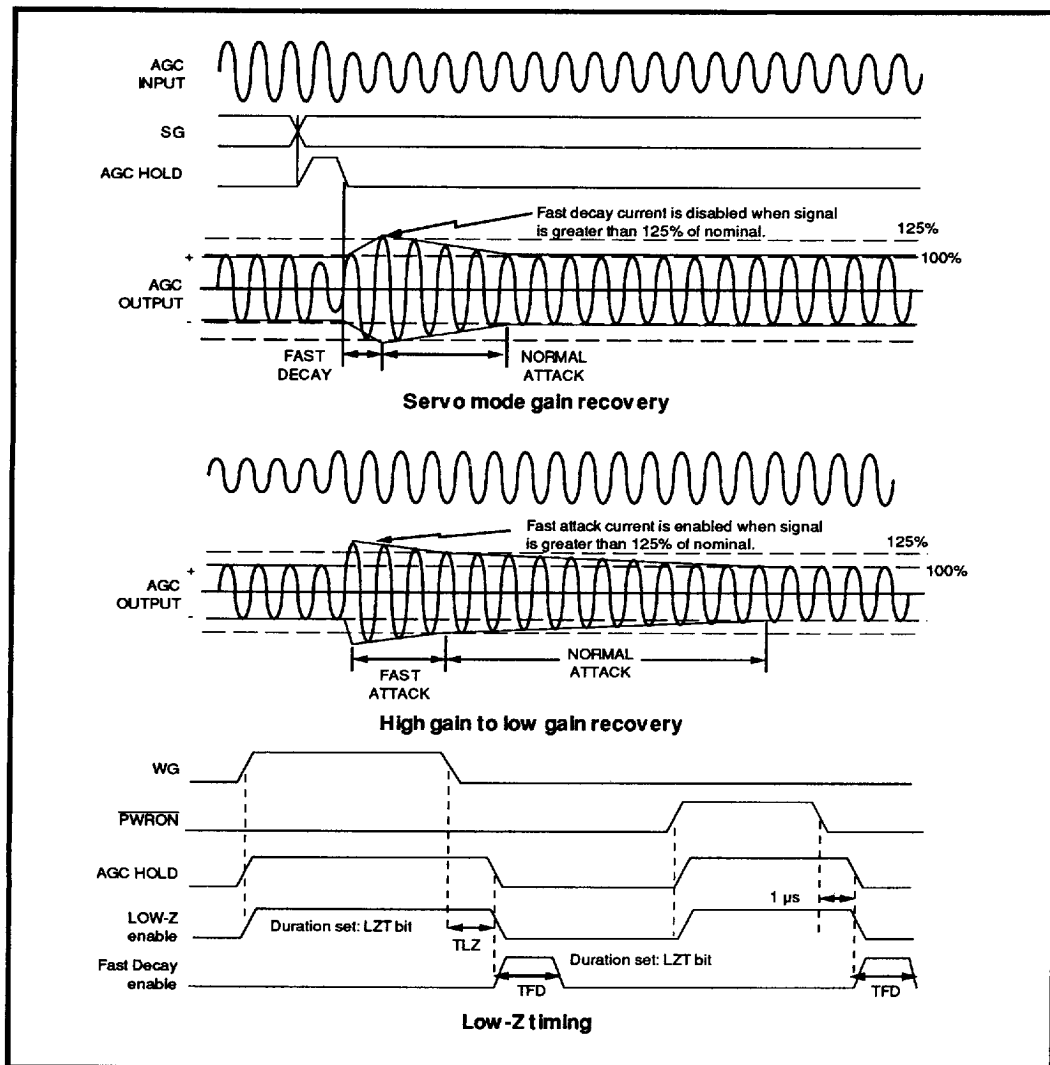 AGC
INPUT
SG
AGC HOLD
Fast decay current is disabled when signal
is greater than 125% of nominal.
125%
+
100%
AGC
OUTPUT
-
FAST
DECAY
NORMAL
ATTACK
Servo mode gain recovery
Fast attack current is enabled when signal
is greater than 125% of nominal.
125%
+
100%
AGC
OUTPUT
-
FAST
ATTACK
NORMAL
ATTACK
High gain to low gain recovery
WG
PWRON
AGC HOLD
1 µs
LOW-Z
enable
Duration set: LZT bit
TLZ
Fast Decay
enable
Duration set: LZT bit
TFD
TFD
Low-Z timing